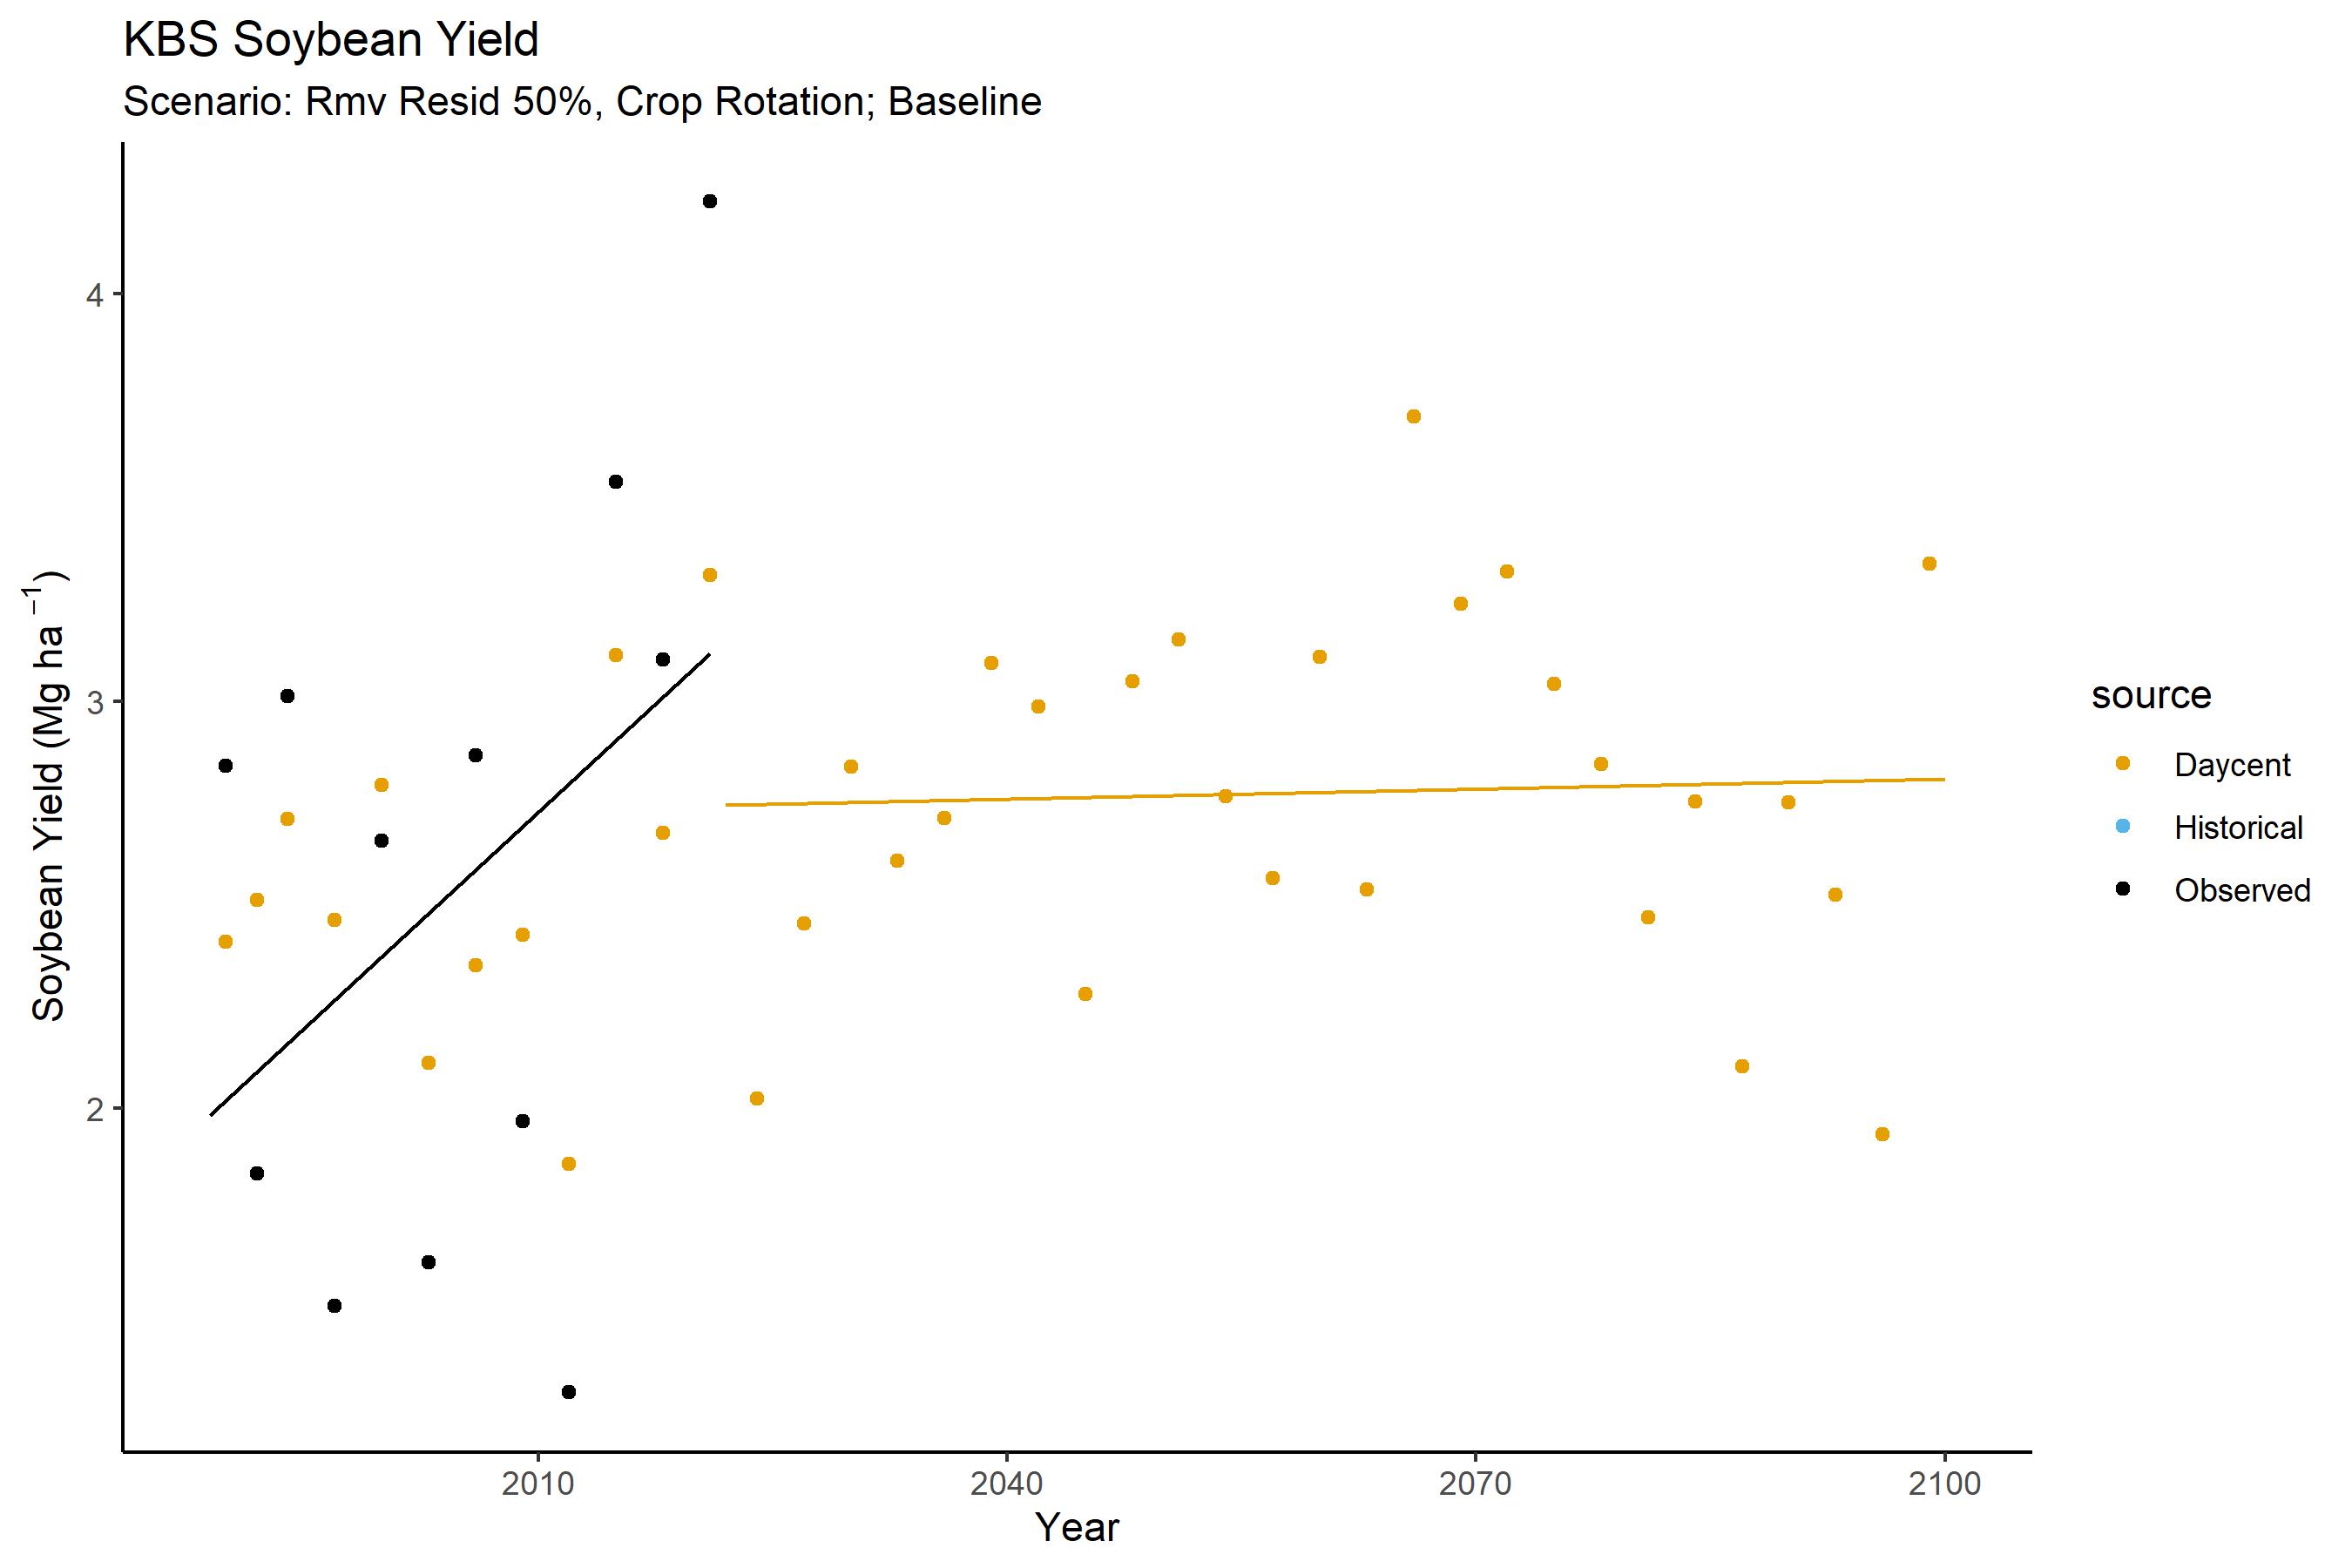 KBS Soybean Yield
Scenario: Rmv Resid 50%, Crop Rotation; Baseline
Soybean Yield (Mg ha ⁻¹)
4
3
2
2010
2040
2070
2100
Year
source
Daycent
Historical
Observed